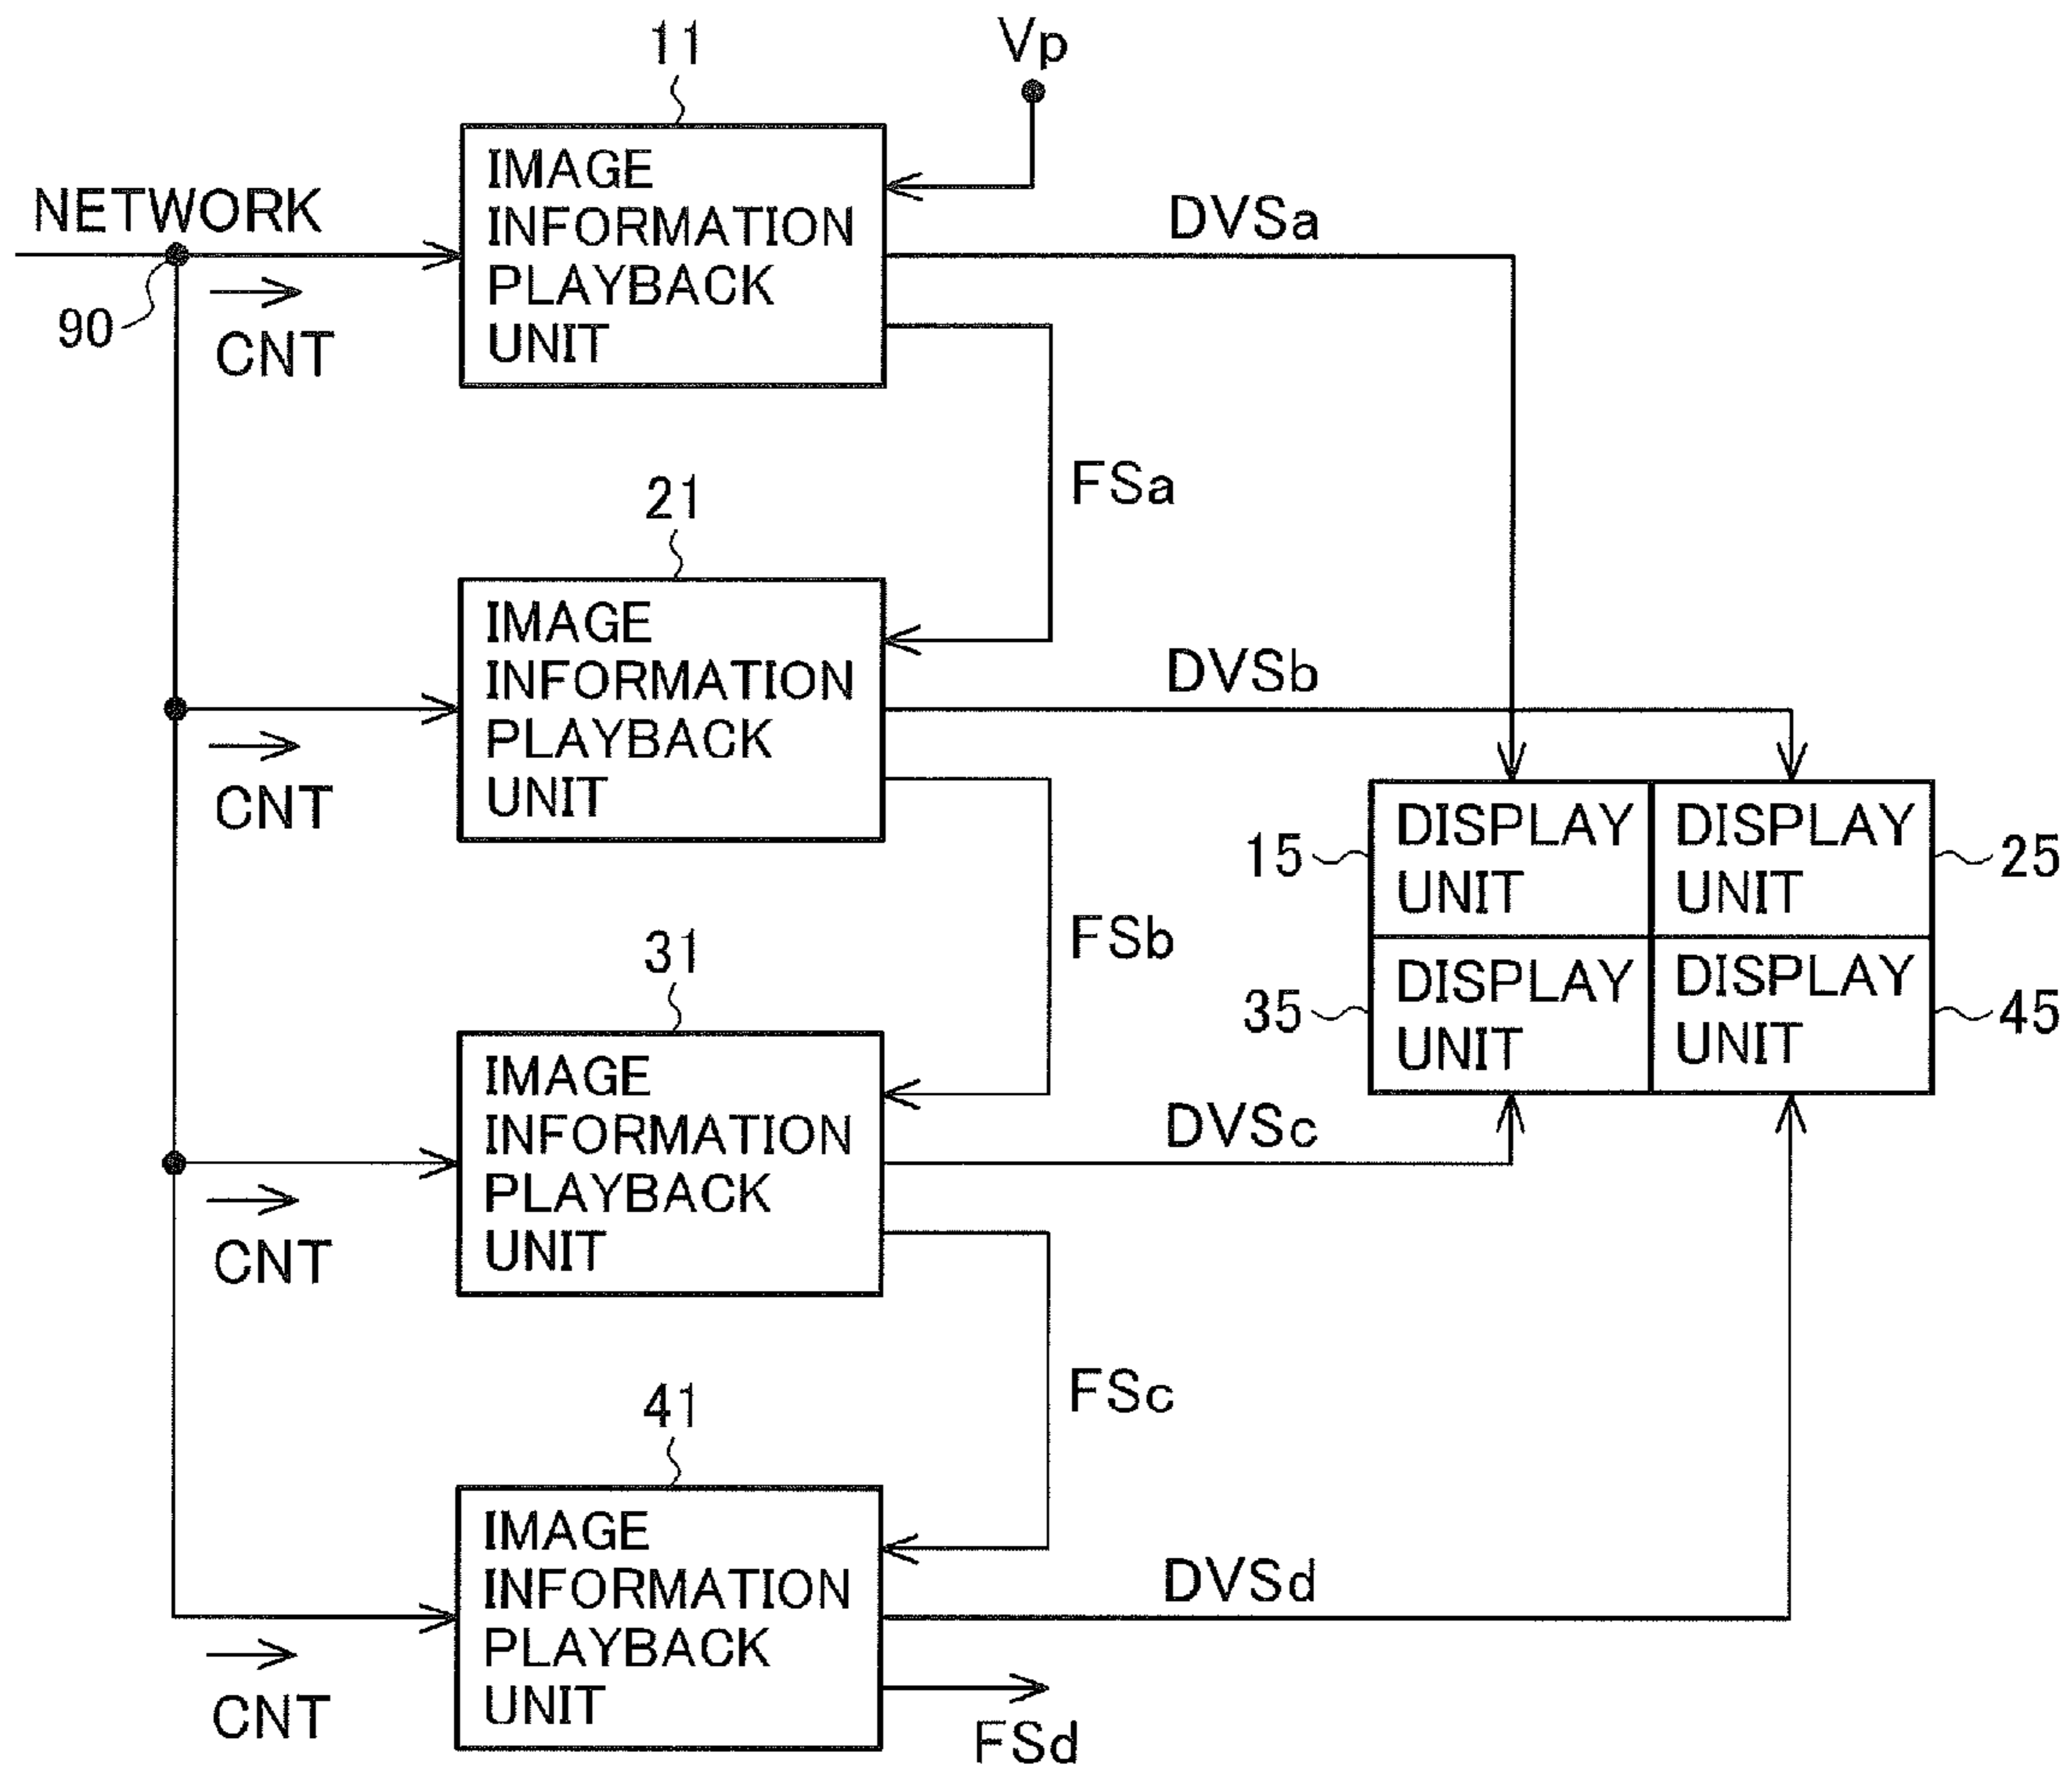 11
Vp
IMAGE
INFORMATION
PLAYBACK
UNIT
NETWORK
DVSa
90
CNT
FSa
21
IMAGE
INFORMATION
PLAYBACK
UNIT
DVSb
CNT
15
DISPLAY
UNIT
DISPLAY
UNIT
25
FSb
31
35
DISPLAY
UNIT
DISPLAY
UNIT
45
IMAGE
INFORMATION
PLAYBACK
UNIT
DVSc
CNT
FSc
41
IMAGE
INFORMATION
PLAYBACK
UNIT
DVSd
CNT
FSd